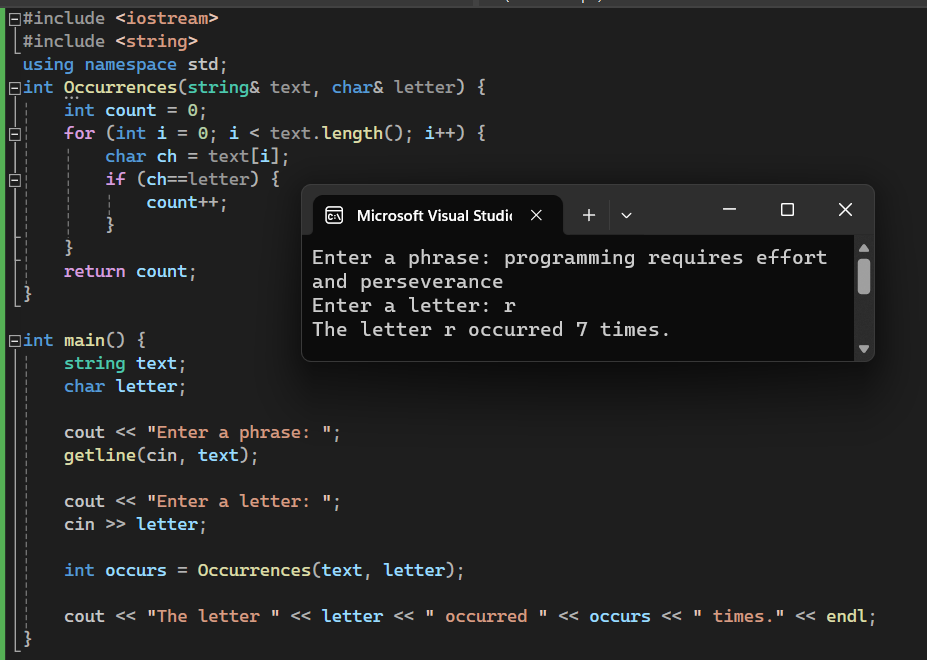 #include <iostream>
#include <string>
using namespace std;
int Occurrences(string& text, char& letter) {
    int count = 0;
    for (int i = 0; i < text.length(); i++) {
        char ch = text[i];
        if (ch==letter) {
            count++;
        }
    }
    return count;
}
int main() {
    string text;
    char letter;
    cout << "Enter a phrase: ";
    getline(cin, text);
    cout << "Enter a letter: ";
    cin >> letter;
    int occurs = Occurrences(text, letter);
    cout << "The letter " << letter << " occurred " << occurs << " times." << endl;
}
Microsoft Visual Studi
Enter a phrase: programming requires effort
and perseverance
Enter a letter: r
The letter r occurred 7 times.